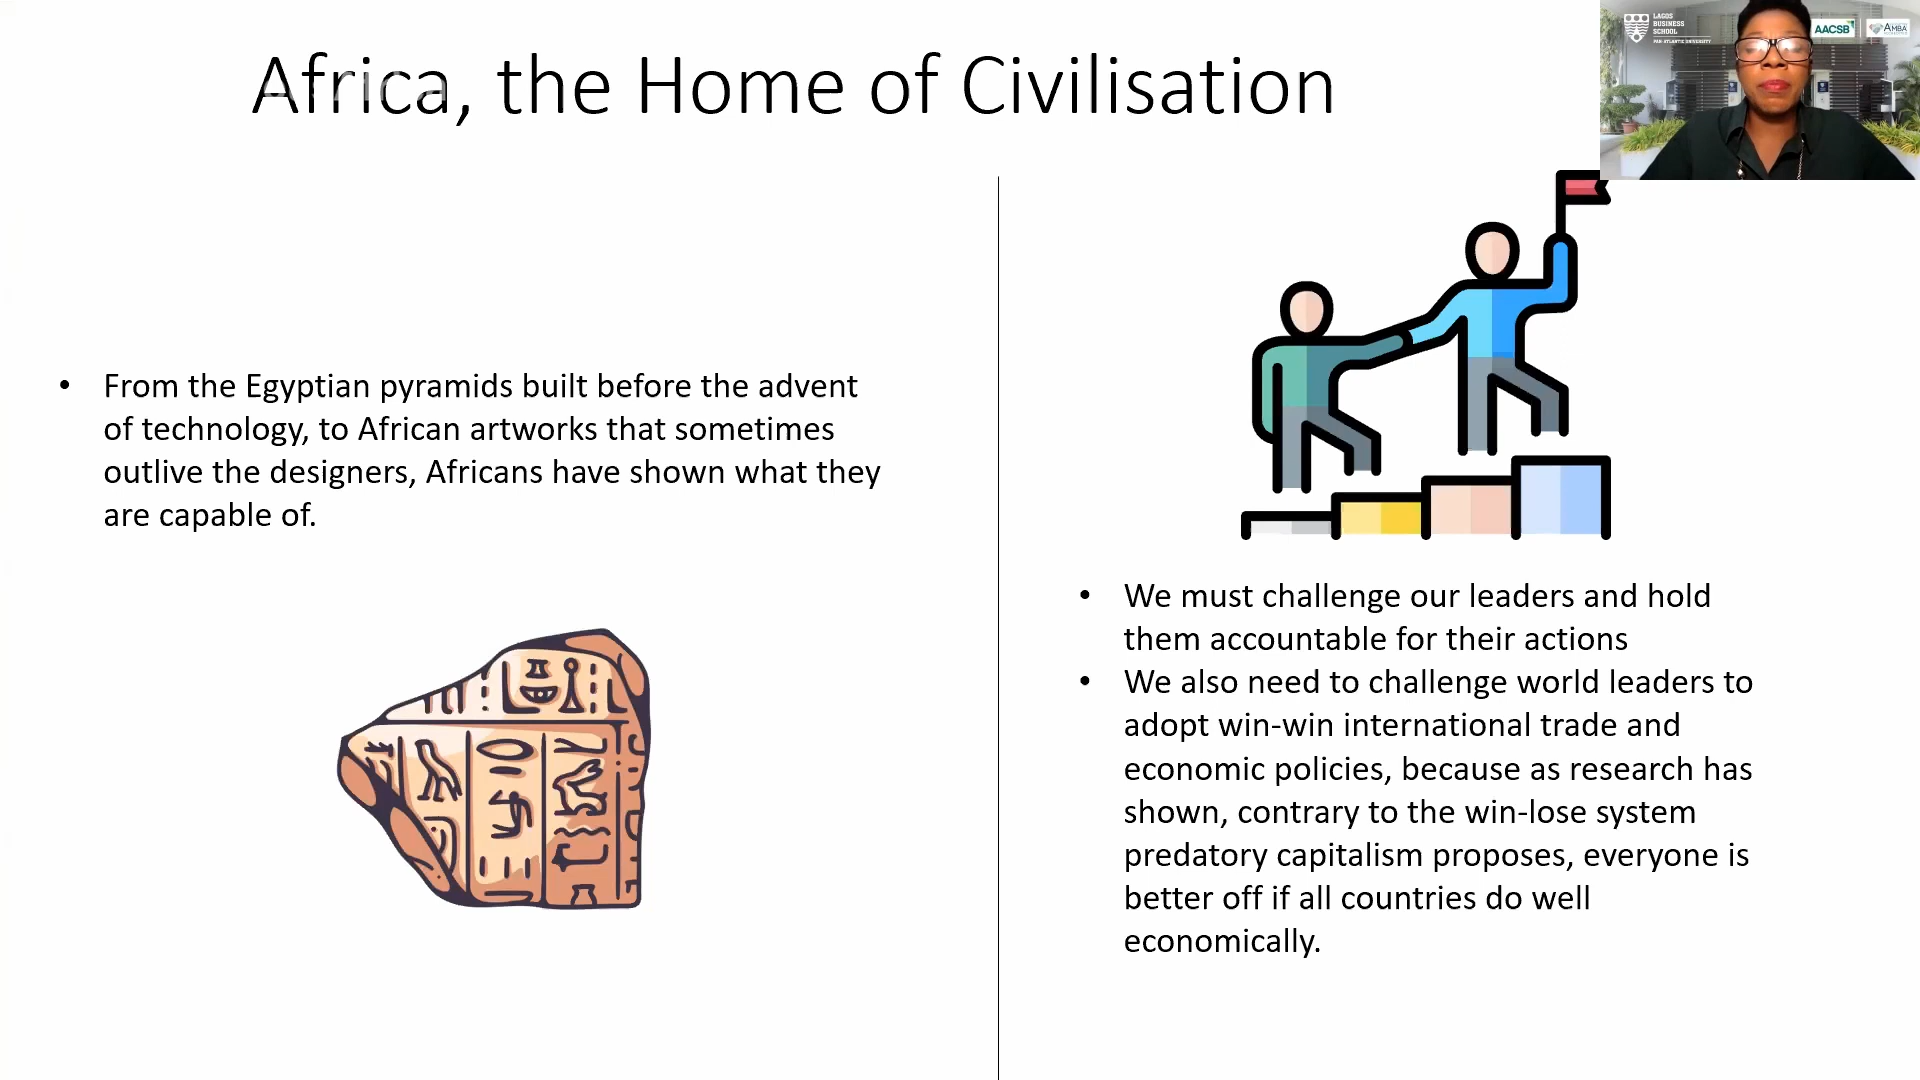 Africa, the Home of Civilisation
LAGOS
BUSINESS
SCHOOL
PAN-ATLANTIC UNIVERSITY
AACSB
AMBA
• From the Egyptian pyramids built before the advent
of technology, to African artworks that sometimes
outlive the designers, Africans have shown what they
are capable of.
• We must challenge our leaders and hold
them accountable for their actions
• We also need to challenge world leaders to
adopt win-win international trade and
economic policies, because as research has
shown, contrary to the win-lose system
predatory capitalism proposes, everyone is
better off if all countries do well
economically.